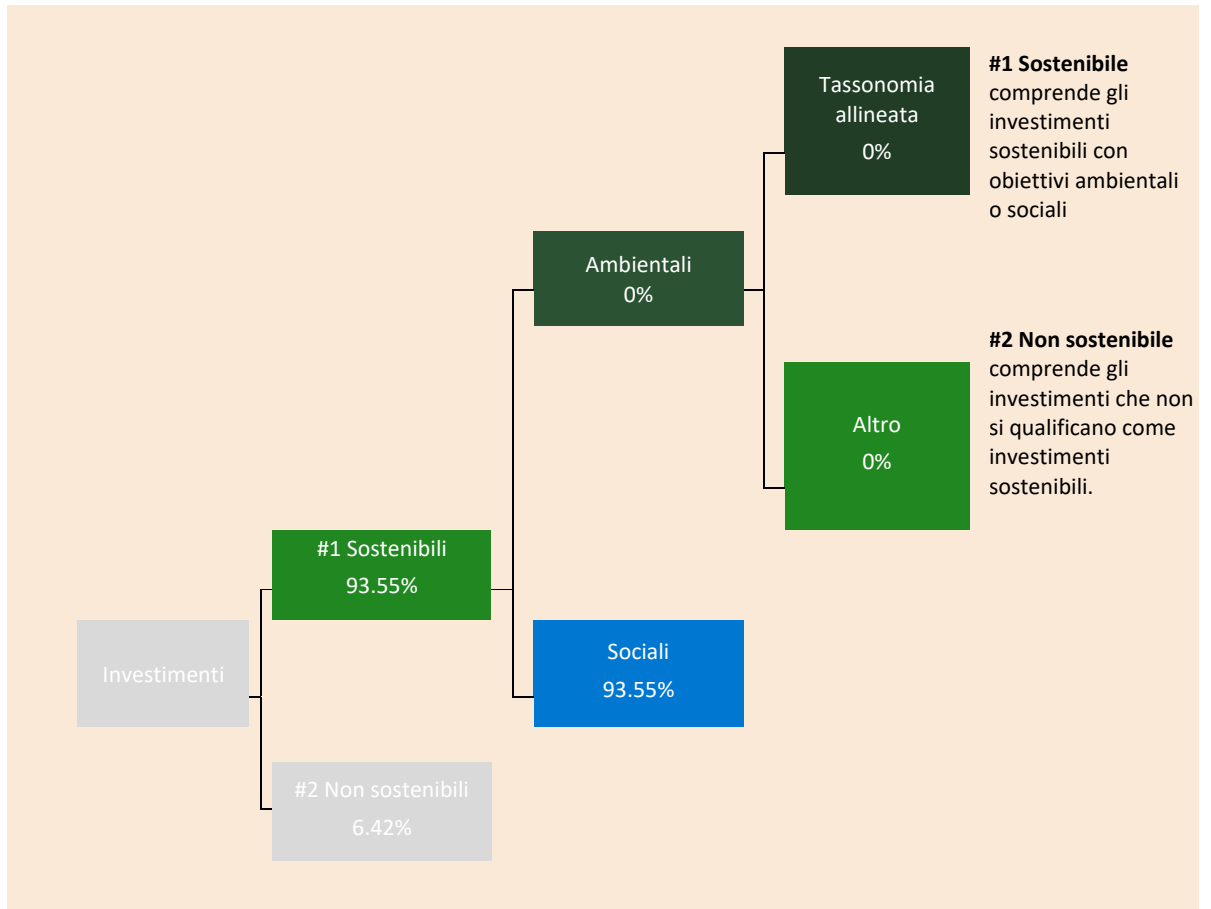 Tassonomia
allineata
0%
#1 Sostenibile
comprende gli
investimenti
sostenibili con
obiettivi ambientali
o sociali
Ambientali
0%
#2 Non sostenibile
comprende gli
investimenti che non
si qualificano come
investimenti
sostenibili.
Altro
0%
#1 Sostenibili
93.55%
Investimenti
Sociali
93.55%
#2 Non sostenibili
6.42%